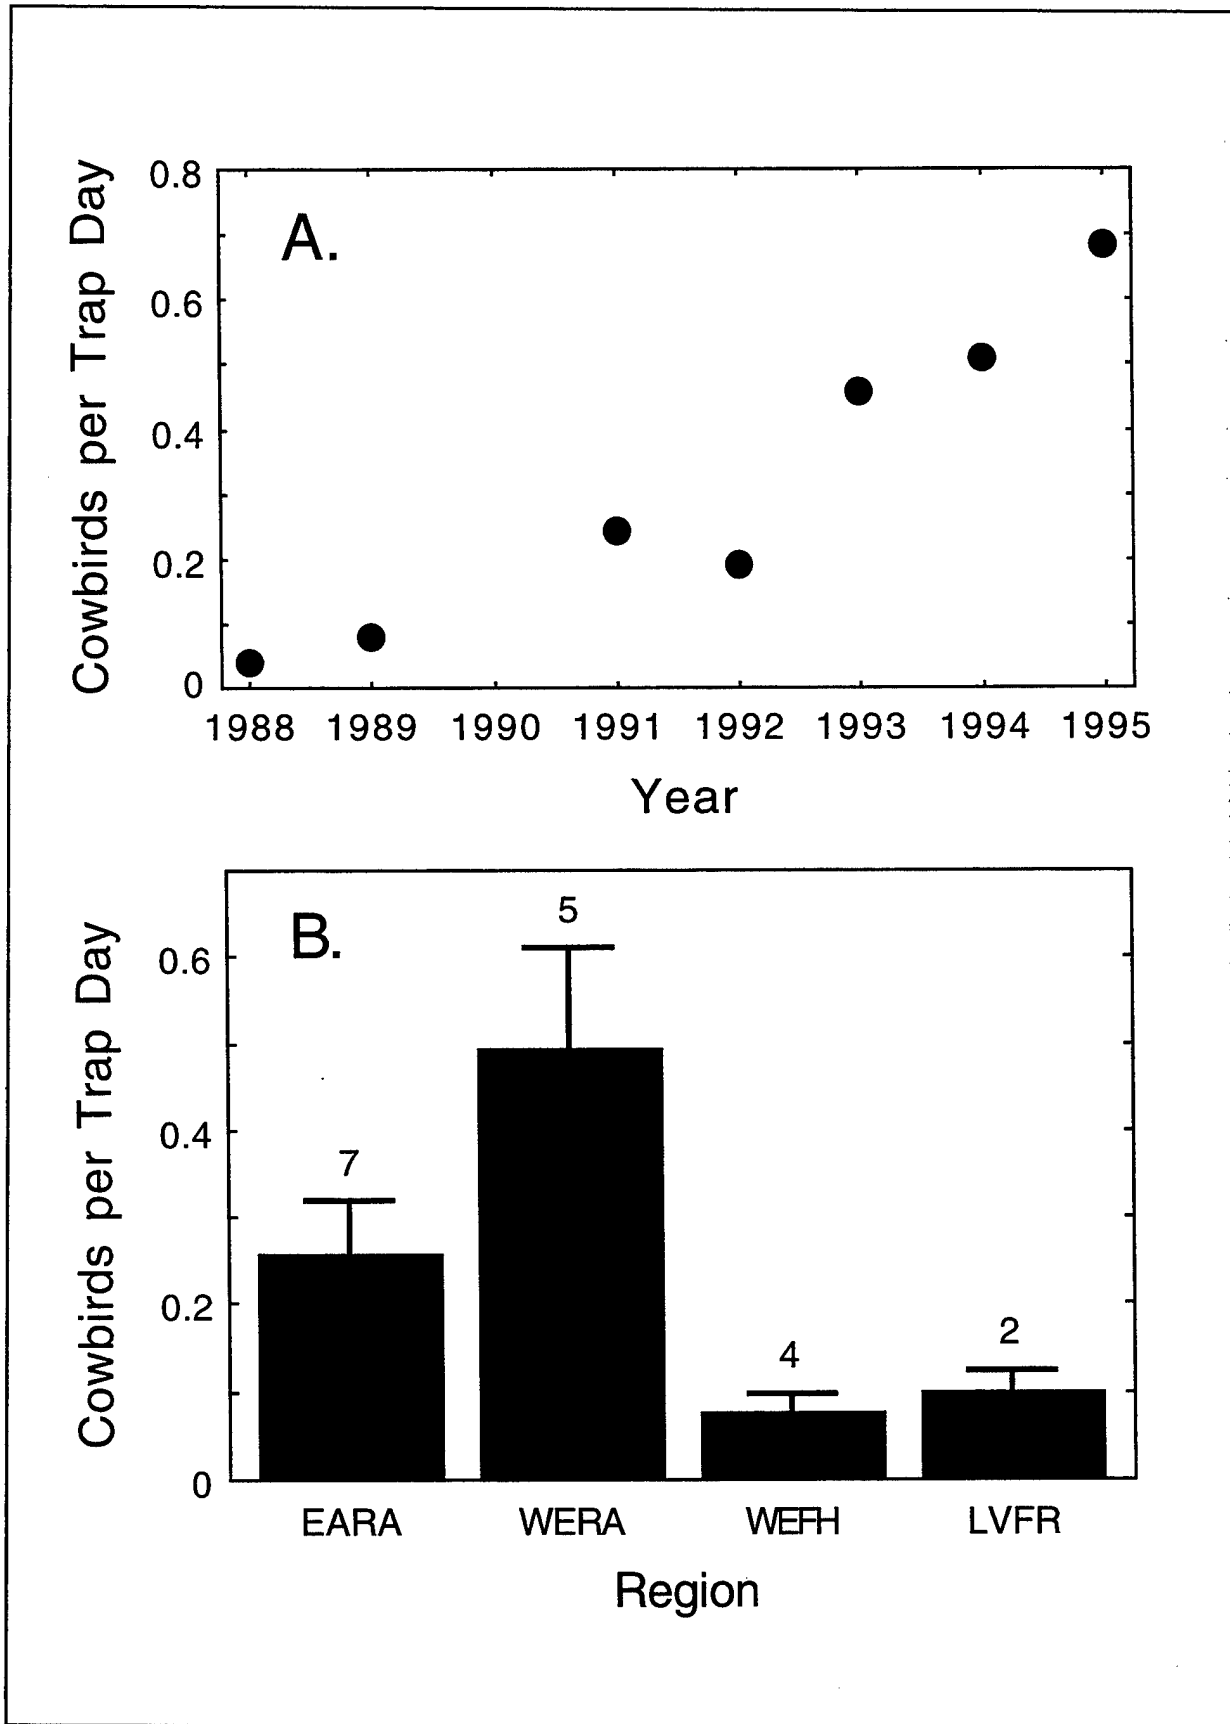 A.
Cowbirds per Trap Day
0.8
0.6
0.4
0.2
0
1988 1989 1990 1991 1992 1993 1994 1995
Year
B.
Cowbirds per Trap Day
0.6
0.4
0.2
0
7
5
4
2
EARA WERA WEFH LVFR
Region